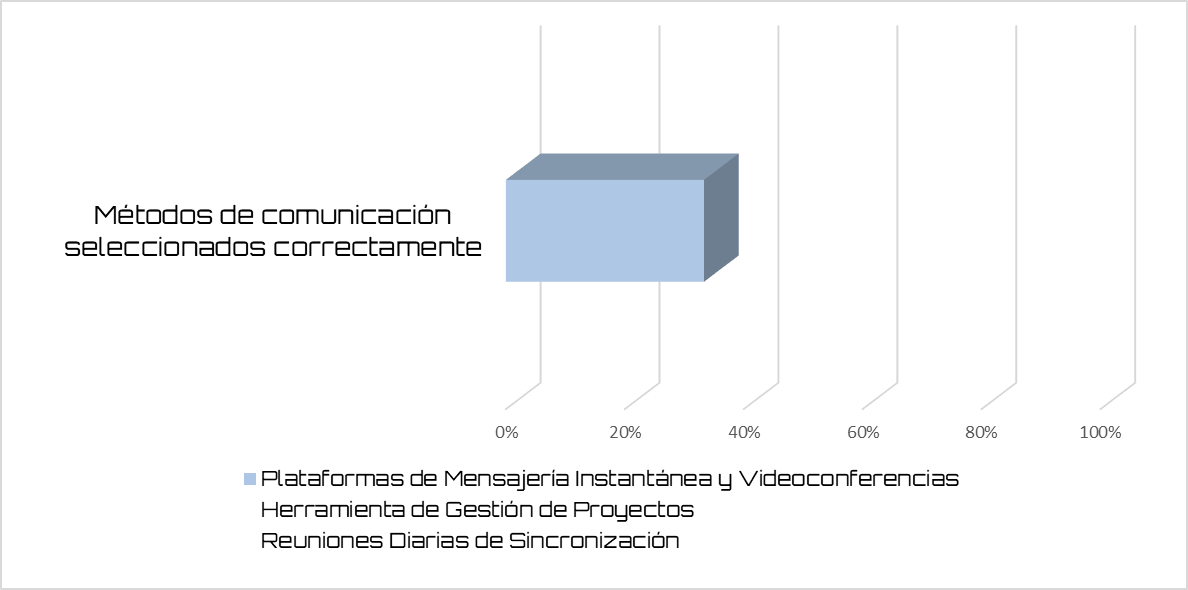 Métodos de comunicación
seleccionados correctamente
0% 20% 40% 60% 80% 100%
Plataformas de Mensajería Instantánea y Videoconferencias
Herramienta de Gestión de Proyectos
Reuniones Diarias de Sincronización